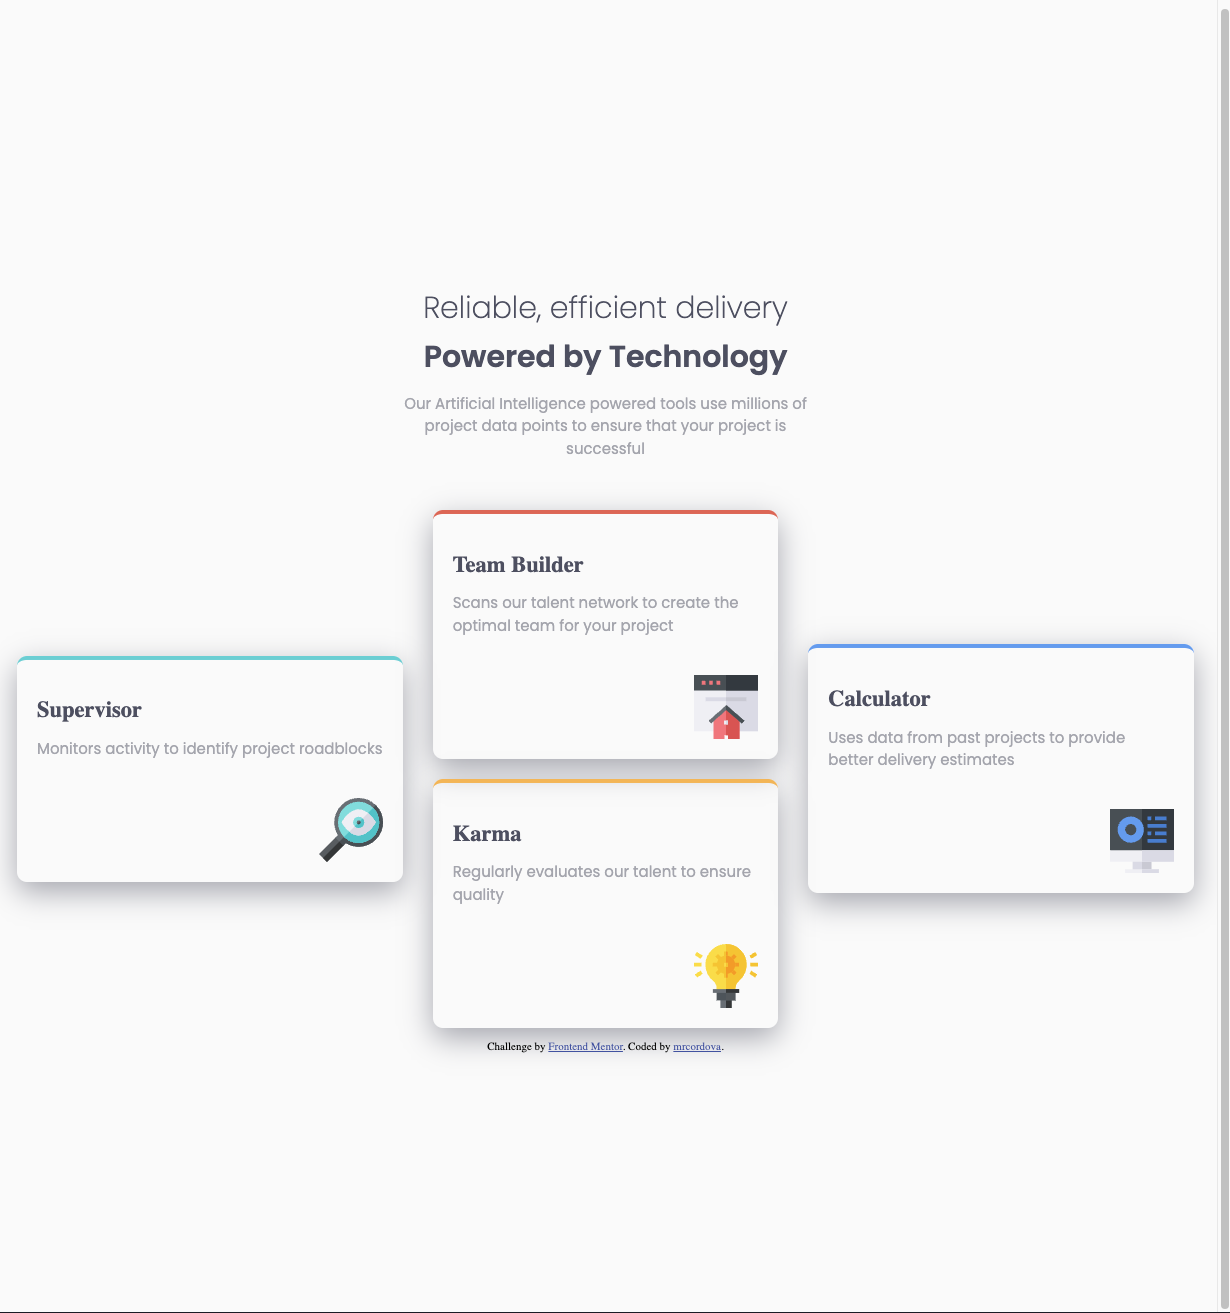 Reliable, efficient delivery
Powered by Technology
Our Artificial Intelligence powered tools use millions of
project data points to ensure that your project is
successful
Supervisor
Monitors activity to identify project roadblocks
Team Builder
Scans our talent network to create the
optimal team for your project
Karma
Regularly evaluates our talent to ensure
quality
Calculator
Uses data from past projects to provide
better delivery estimates
Challenge by Frontend Mentor. Coded by mrcordova.